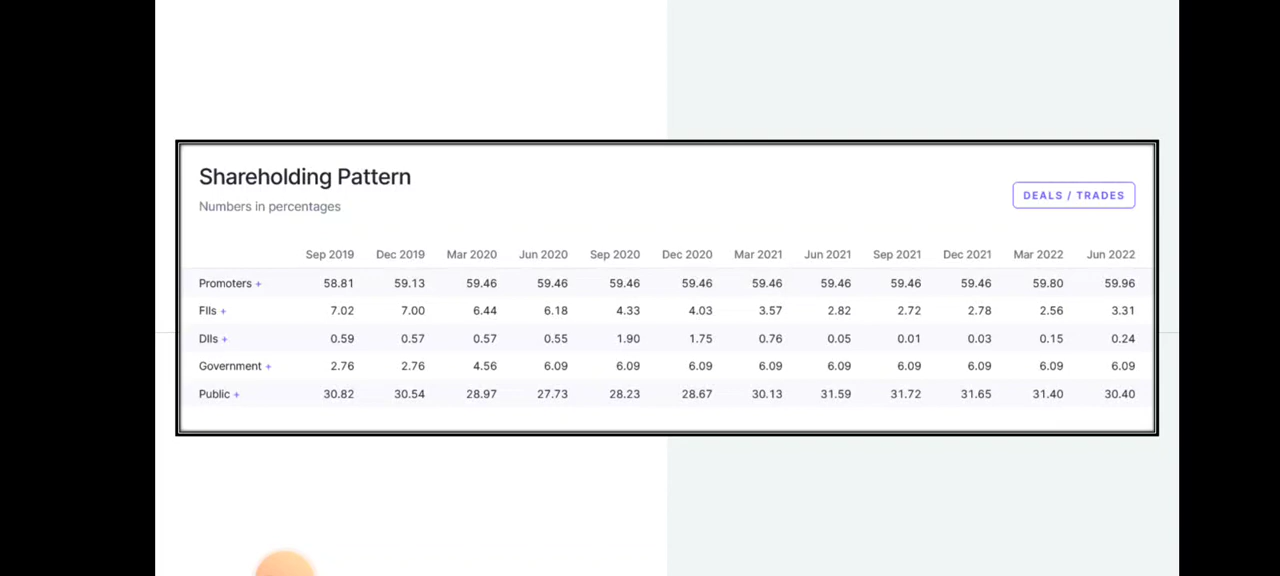 Shareholding Pattern
Numbers in percentages
DEALS / TRADES
Sep 2019 Dec 2019 Mar 2020 Jun 2020 Sep 2020 Dec 2020 Mar 2021 Jun 2021 Sep 2021 Dec 2021 Mar 2022 Jun 2022
Promoters + 58.81 59.13 59.46 59.46 59.46 59.46 59.46 59.46 59.46 59.46 59.80 59.96
FIIs + 7.02 7.00 6.44 6.18 4.33 4.03 3.57 2.82 2.72 2.78 2.56 3.31
DIIs + 0.59 0.57 0.57 0.55 1.90 1.75 0.76 0.05 0.01 0.03 0.15 0.24
Government + 2.76 2.76 4.56 6.09 6.09 6.09 6.09 6.09 6.09 6.09 6.09 6.09
Public + 30.82 30.54 28.97 27.73 28.23 28.67 30.13 31.59 31.72 31.65 31.40 30.40